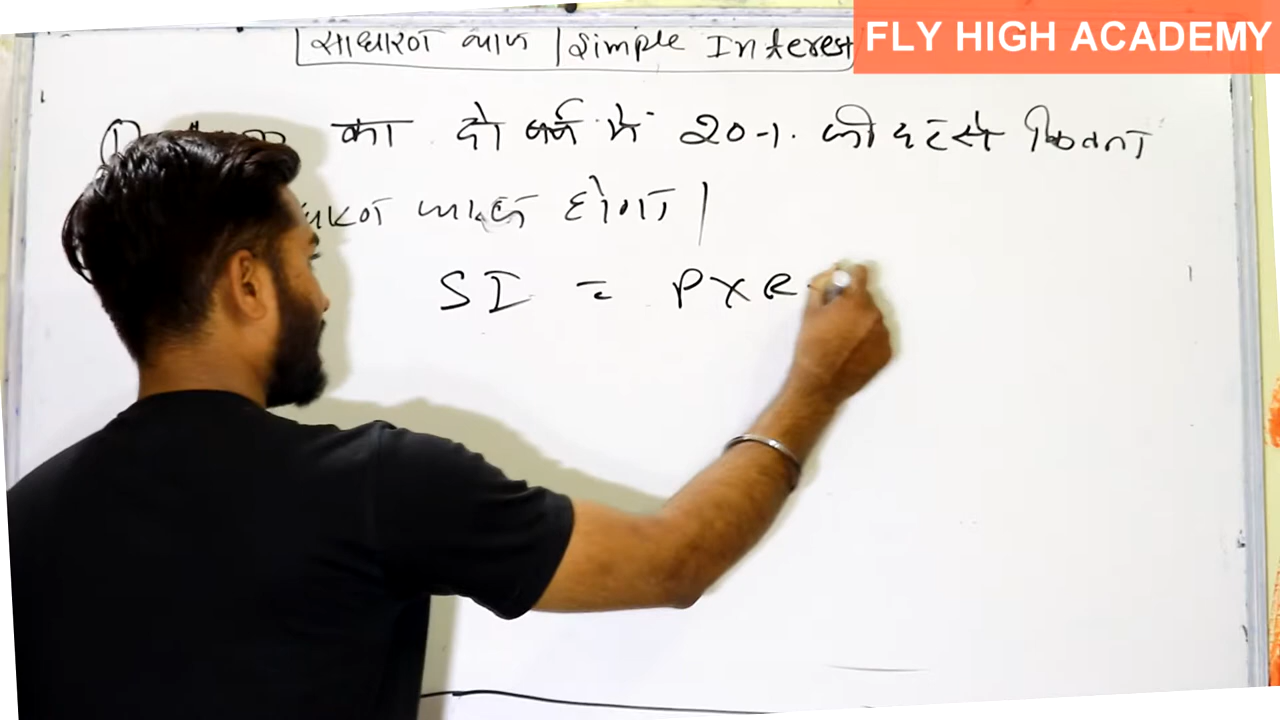 FLY HIGH ACADEMY
साधारण ब्याज | Simple Interest
का दो वर्ष में 20%. की दर से कितना
होगा |
SI = P X R